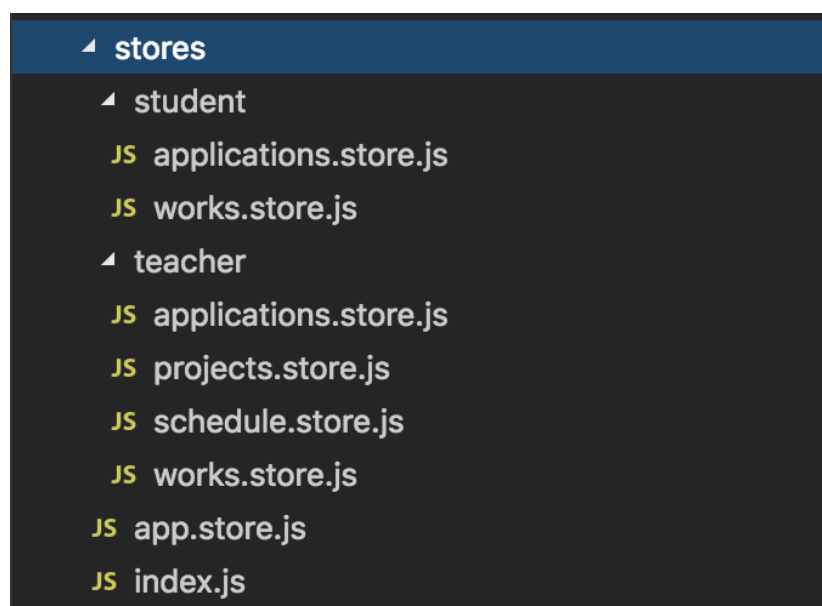 stores
student
JS applications.store.js
JS works.store.js
teacher
JS applications.store.js
JS projects.store.js
JS schedule.store.js
JS works.store.js
JS app.store.js
JS index.js